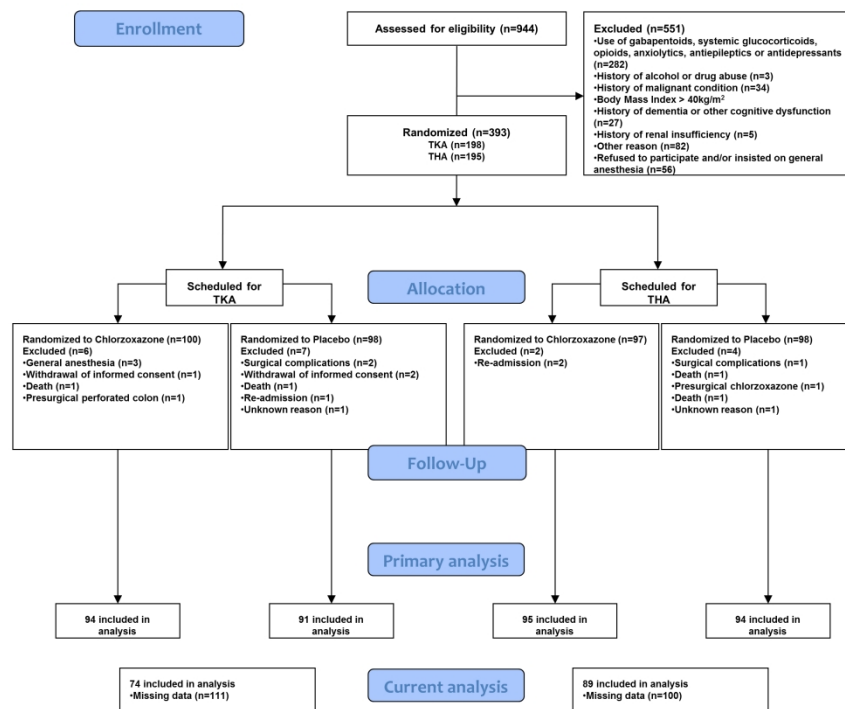 Enrollment
Assessed for eligibility (n=944)
Excluded (n=551)
•Use of gabapentoids, systemic glucocorticoids,
opioids, anxiolytics, antiepileptics or antidepressants
(n=282)
•History of alcohol or drug abuse (n=3)
•History of malignant condition (n=34)
•Body Mass Index > 40kg/m²
•History of dementia or other cognitive dysfunction
(n=27)
•History of renal insufficiency (n=5)
•Other reason (n=82)
•Refused to participate and/or insisted on general
anesthesia (n=56)
Randomized (n=393)
TKA (n=198)
THA (n=195)
Allocation
Scheduled for
TKA
Scheduled for
THA
Randomized to Chlorzoxazone (n=100)
Excluded (n=6)
•General anesthesia (n=3)
•Withdrawal of informed consent (n=1)
•Death (n=1)
•Presurgical perforated colon (n=1)
Randomized to Placebo (n=98)
Excluded (n=7)
•Surgical complications (n=2)
•Withdrawal of informed consent (n=2)
•Death (n=1)
•Re-admission (n=1)
•Unknown reason (n=1)
Randomized to Chlorzoxazone (n=97)
Excluded (n=2)
•Re-admission (n=2)
Randomized to Placebo (n=98)
Excluded (n=4)
•Surgical complications (n=1)
•Death (n=1)
•Presurgical chlorzoxazone (n=1)
•Death (n=1)
•Unknown reason (n=1)
Follow-Up
Primary analysis
94 included in
analysis
91 included in
analysis
95 included in
analysis
94 included in
analysis
Current analysis
74 included in analysis
•Missing data (n=111)
89 included in analysis
•Missing data (n=100)